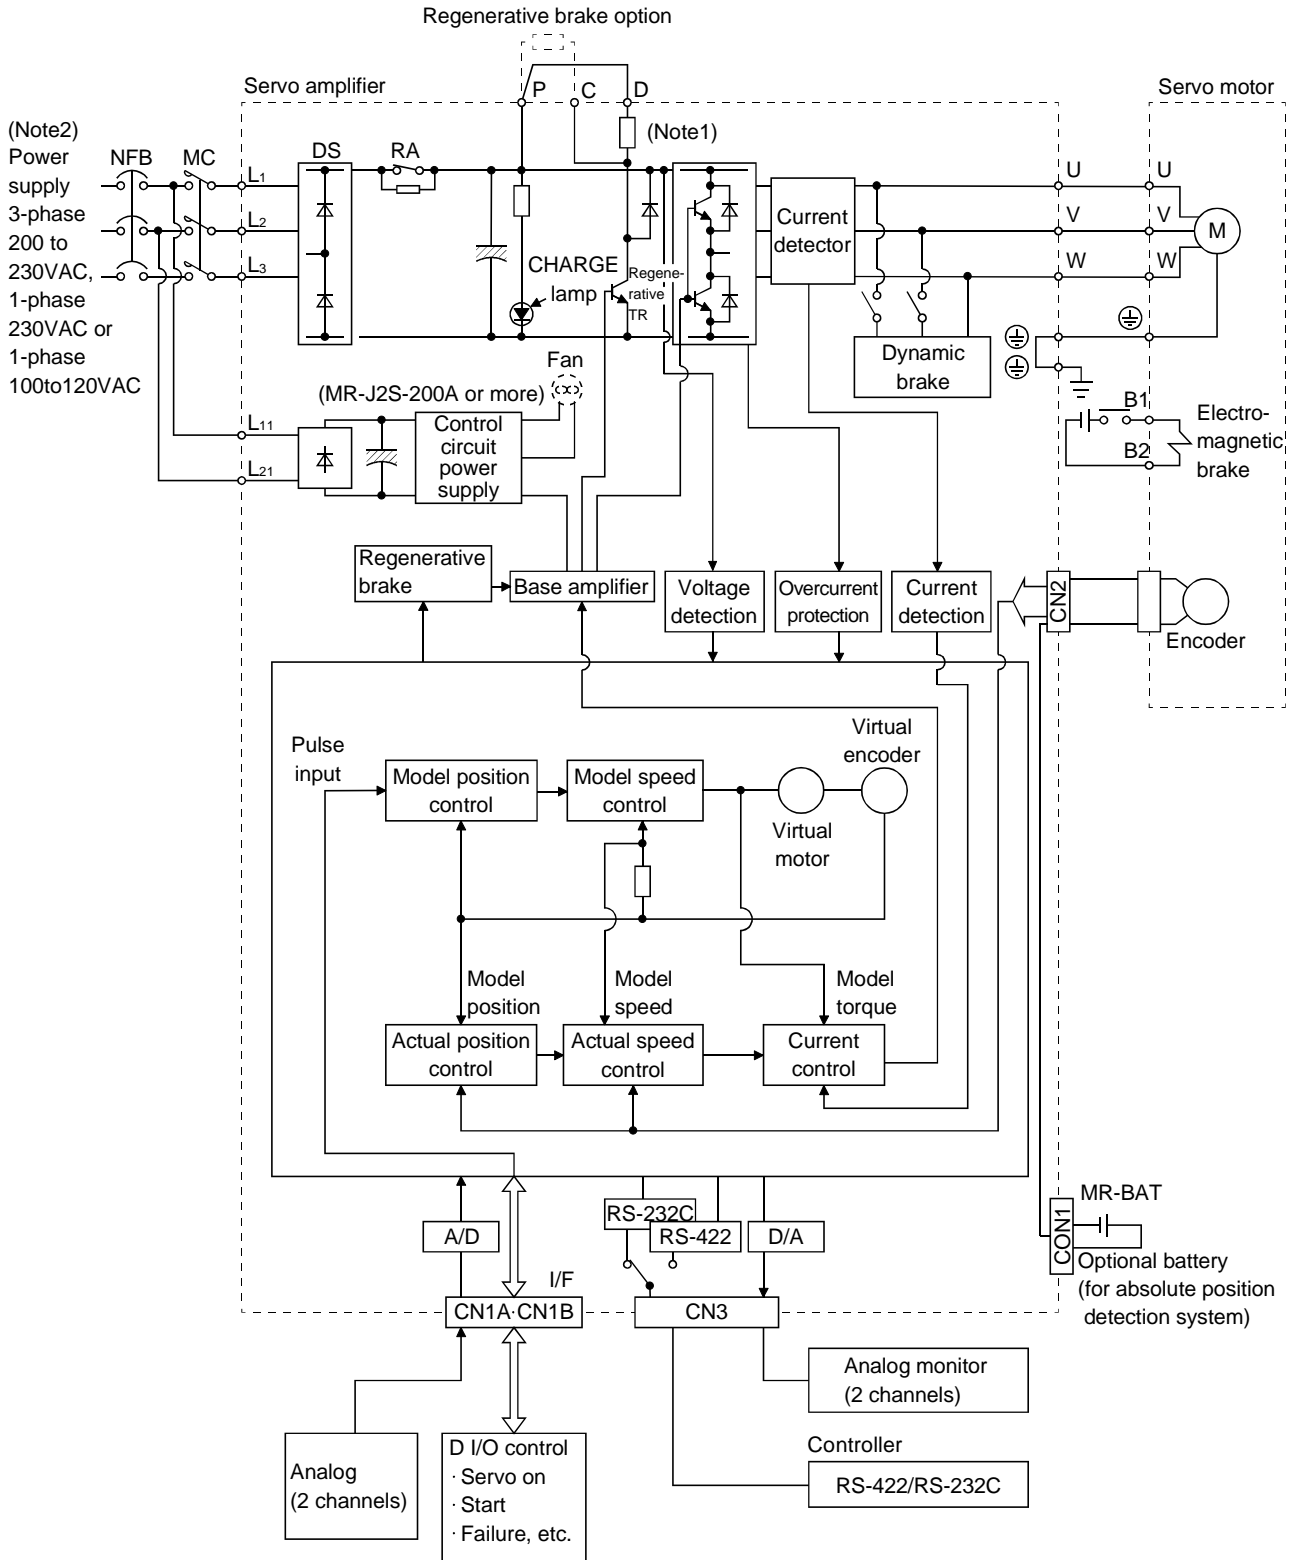 Regenerative brake option
Servo amplifier
P
C
D
Servo motor
(Note2)
Power
supply
3-phase
200 to
230VAC,
1-phase
230VAC or
1-phase
100to120VAC
NFB
MC
DS
RA
(Note1)
L1
L2
L3
CHARGE
lamp
Regene-
rative
TR
Current
detector
U
V
W
U
V
W
M
Dynamic
brake
Fan
(MR-J2S-200A or more)
L11
L21
Control
circuit
power
supply
B1
B2
Electro-
magnetic
brake
Regenerative
brake
Base amplifier
Voltage
detection
Overcurrent
protection
Current
detection
CN2
Encoder
Pulse
input
Model position
control
Model speed
control
Virtual
encoder
Virtual
motor
Model
position
Model
speed
Model
torque
Actual position
control
Actual speed
control
Current
control
A/D
RS-232C
RS-422
D/A
I/F
CN1A·CN1B
CN3
CON1
MR-BAT
Optional battery
(for absolute position
detection system)
Analog monitor
(2 channels)
Controller
RS-422/RS-232C
Analog
(2 channels)
D I/O control
· Servo on
· Start
· Failure, etc.